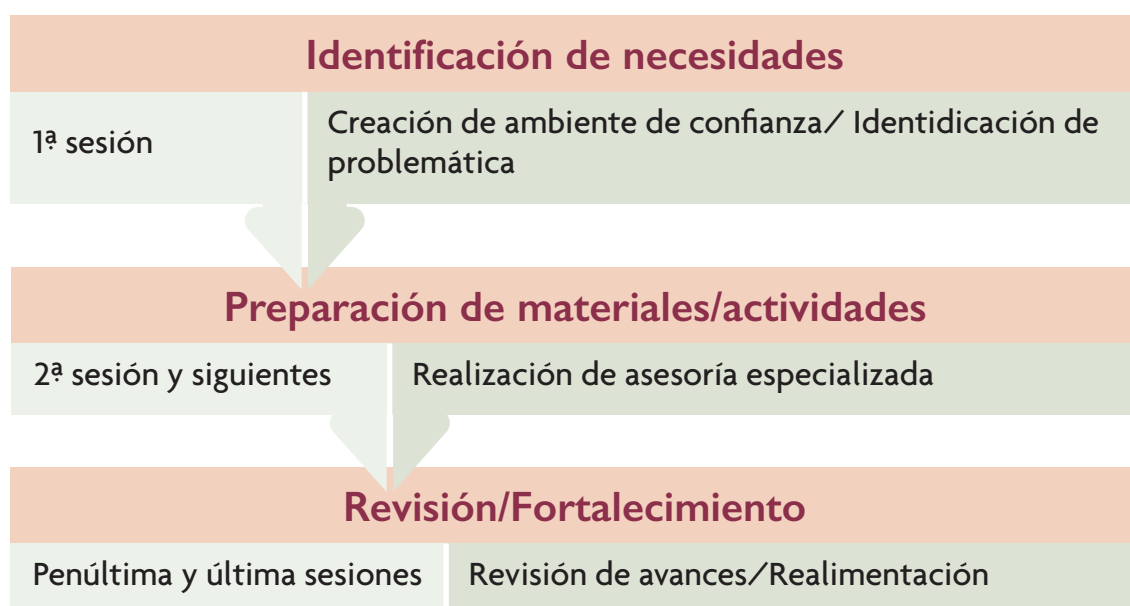 Identificación de necesidades
1ª sesión
Creación de ambiente de confianza/ Identidicación de
problemática
Preparación de materiales/actividades
2ª sesión y siguientes
Realización de asesoría especializada
Revisión/Fortalecimiento
Penúltima y última sesiones
Revisión de avances/Realimentación